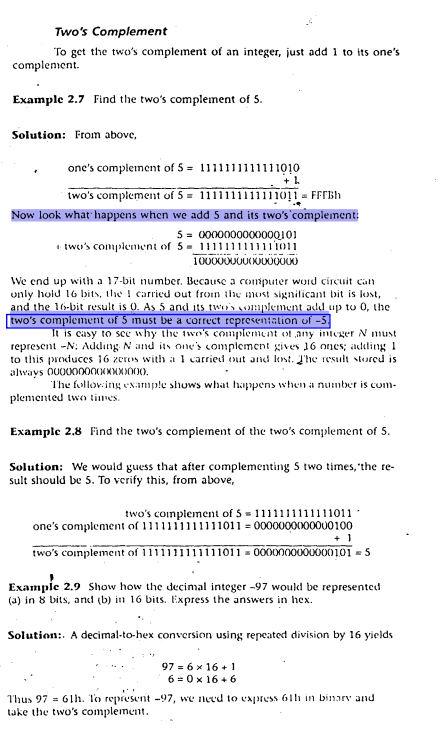 Two's Complement
To get the two's complement of an integer, just add 1 to its one's
complement.
Example 2.7 Find the two's complement of 5.
Solution: From above,
one's complement of 5 = 1111111111111010
+ 1
two's complement of 5 = 1111111111111011 = FFFBh
Now look what happens when we add 5 and its two's complement:
5 = 0000000000000101
+ two's complement of 5 = 1111111111111011
10000000000000000
We end up with a 17-bit number. Because a computer word circuit can
only hold 16 bits, the 1 carried out from the most significant bit is lost,
and the 16-bit result is 0. As 5 and its two's complement add up to 0, the
two's complement of 5 must be a correct representation of -5.
It is easy to see why the two's complement of any integer N must
represent -N: Adding N and its one's complement gives 16 ones; adding 1
to this produces 16 zeros with a 1 carried out and lost. The result stored is
always 0000000000000000.
The following example shows what happens when a number is com-
plemented two times.
Example 2.8 Find the two's complement of the two's complement of 5.
Solution: We would guess that after complementing 5 two times, the re-
sult should be 5. To verify this, from above,
two's complement of 5 = 1111111111111011
one's complement of 1111111111111011 = 0000000000000100
+ 1
two's complement of 1111111111111011 = 0000000000000101 = 5
Example 2.9 Show how the decimal integer -97 would be represented
(a) in 8 bits, and (b) in 16 bits. Express the answers in hex.
Solution: A decimal-to-hex conversion using repeated division by 16 yields
97 = 6 × 16 + 1
6 = 0 × 16 + 6
Thus 97 = 61h. To represent -97, we need to express 61h in binary and
take the two's complement.